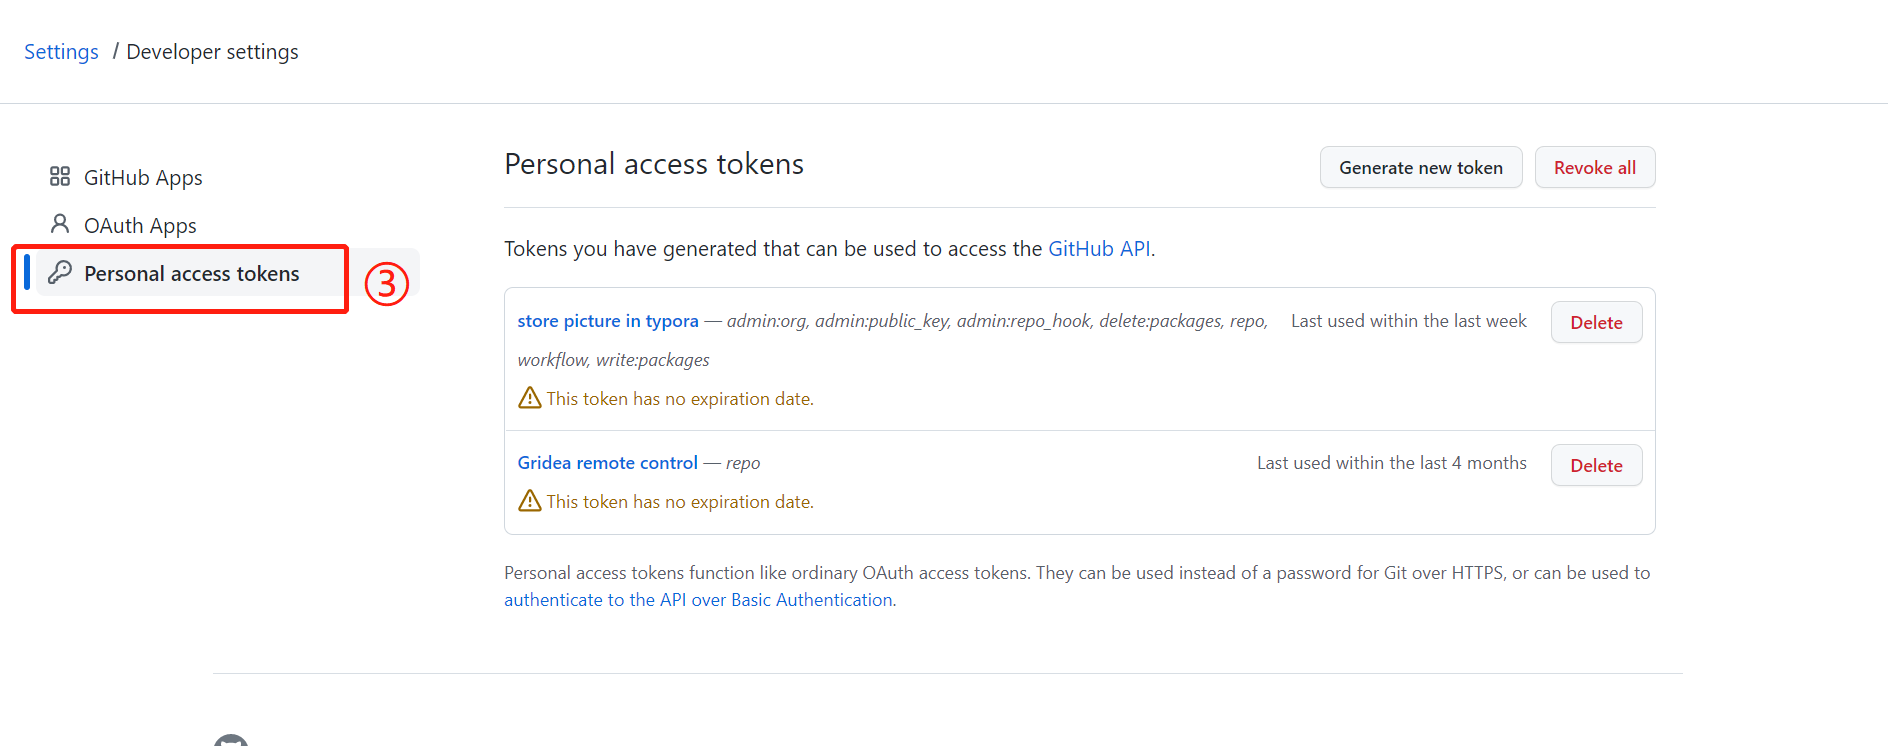 Settings / Developer settings
GitHub Apps
OAuth Apps
Personal access tokens
③
Personal access tokens
Generate new token
Revoke all
Tokens you have generated that can be used to access the GitHub API.
store picture in typora — admin:org, admin:public_key, admin:repo_hook, delete:packages, repo,
workflow, write:packages
Last used within the last week
Delete
This token has no expiration date.
Gridea remote control — repo
Last used within the last 4 months
Delete
This token has no expiration date.
Personal access tokens function like ordinary OAuth access tokens. They can be used instead of a password for Git over HTTPS, or can be used to
authenticate to the API over Basic Authentication.